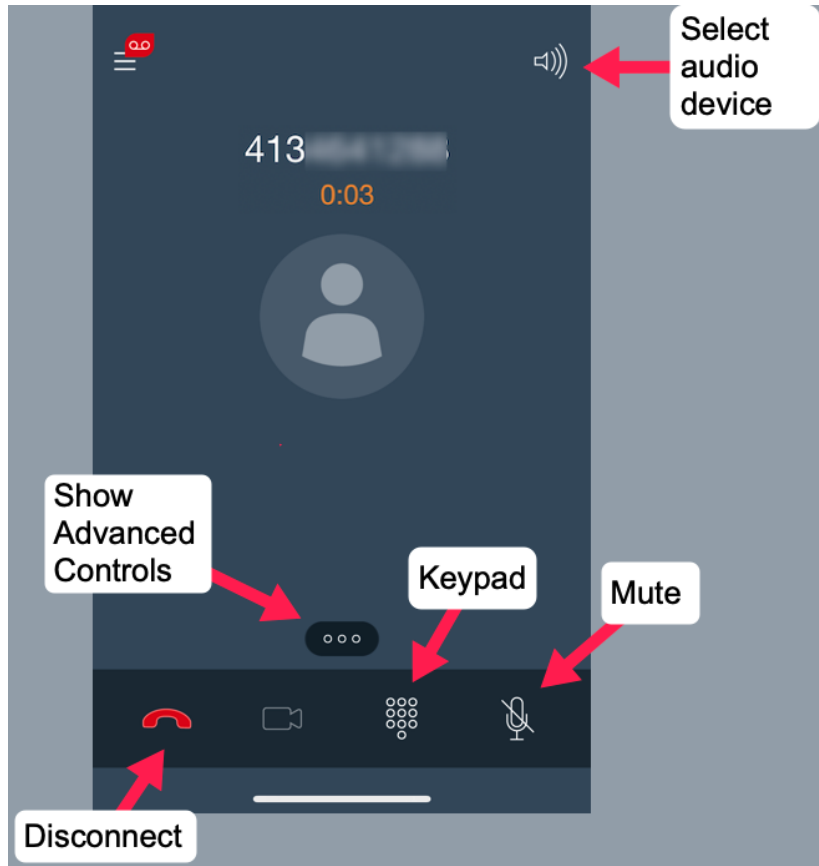 Select
audio
device
413
0:03
Show
Advanced
Controls
Keypad
Mute
Disconnect